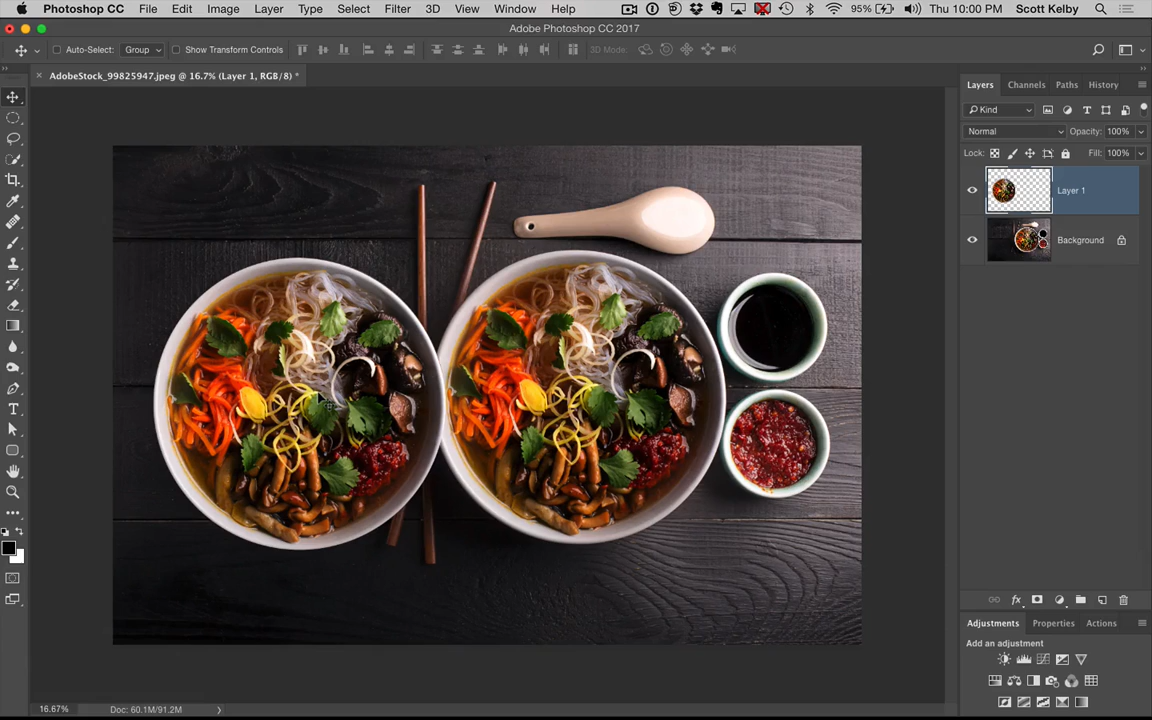 Photoshop CC File Edit Image Layer Type Select Filter 3D View Window Help 95% Thu 10:00 PM Scott Kelby
Adobe Photoshop CC 2017
Auto-Select: Group Show Transform Controls 3D Mode:
× AdobeStock_99825947.jpeg @ 16.7% (Layer 1, RGB/8) *
Layers Channels Paths History
Kind
Normal Opacity: 100%
Lock: Fill: 100%
Layer 1
Background
Adjustments Properties Actions
Add an adjustment
16.67% Doc: 60.1M/91.2M